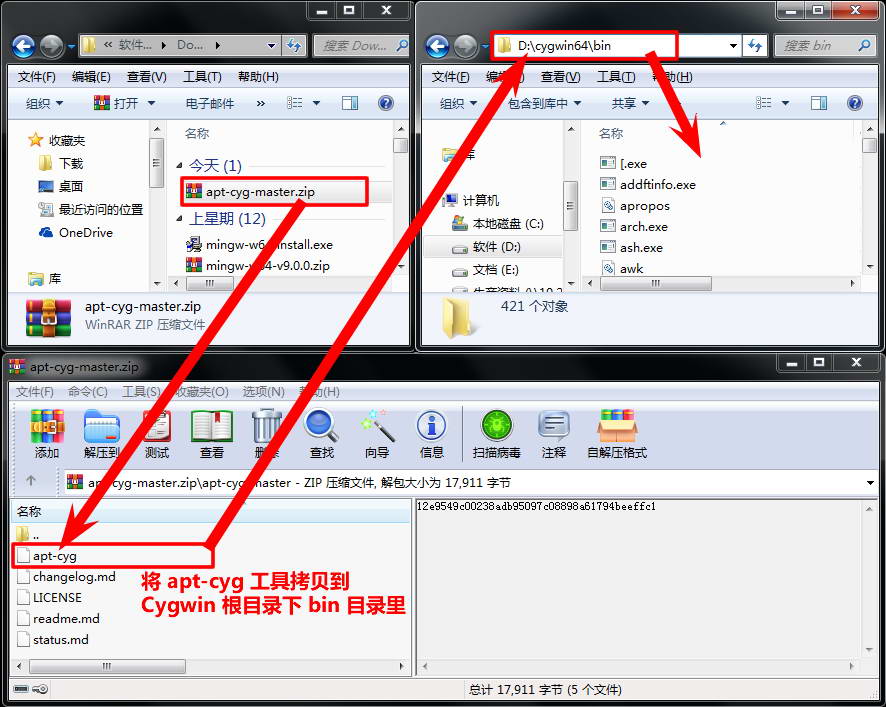 « 软件... ▸ Do... ▸
搜索 Dow...
文件(F) 编辑(E) 查看(V) 工具(T) 帮助(H)
组织 打开 电子邮件 »
收藏夹
下载
桌面
最近访问的位置
OneDrive
库
名称
今天 (1)
apt-cyg-master.zip
上星期 (12)
mingw-w64-install.exe
mingw-w64-v9.0.0.zip
apt-cyg-master.zip
WinRAR ZIP 压缩文件
D:\cygwin64\bin
搜索 bin
文件(F) 编辑(E) 查看(V) 工具(T) 帮助(H)
组织 包含到库中 共享 »
库
计算机
本地磁盘 (C:)
软件 (D:)
文档 (E:)
名称
[.exe
addftinfo.exe
apropos
arch.exe
ash.exe
awk
421 个对象
apt-cyg-master.zip
文件(F) 命令(C) 工具(S) 收藏夹(O) 选项(N) 帮助(H)
添加 解压到 测试 查看 删除 查找 向导 信息 扫描病毒 注释 自解压格式
apt-cyg-master.zip\apt-cyg-master - ZIP 压缩文件, 解包大小为 17,911 字节
名称
..
apt-cyg
changelog.md
LICENSE
readme.md
status.md
12e9549c00238adb95097c08898a61794beeffc1
将 apt-cyg 工具拷贝到
Cygwin 根目录下 bin 目录里
总计 17,911 字节 (5 个文件)